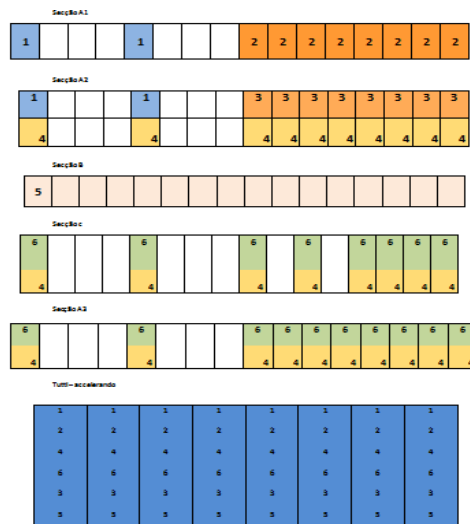 Secção A1
1 1 2 2 2 2 2 2 2 2
Secção A2
1 1 3 3 3 3 3 3 3 3
4 4 4 4 4 4 4 4 4 4
Secção B
5
Secção c
6 6 6 6 6 6 6 6
4 4 4 4 4 4 4 4
Secção A3
6 6 6 6 6 6 6 6 6 6
4 4 4 4 4 4 4 4 4 4
Tutti – accelerando
1 1 1 1 1 1 1 1
2 2 2 2 2 2 2 2
4 4 4 4 4 4 4 4
6 6 6 6 6 6 6 6
3 3 3 3 3 3 3 3
5 5 5 5 5 5 5 5